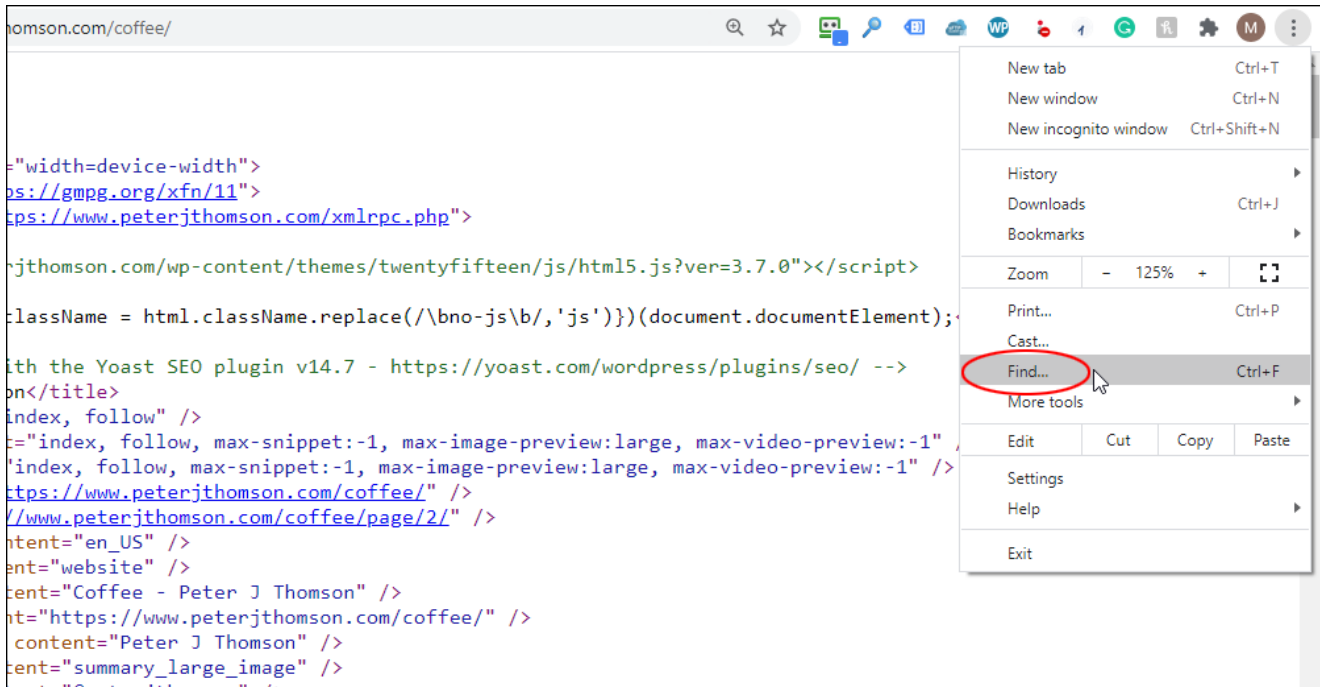 homson.com/coffee/
WP
G
M
New tab Ctrl+T
New window Ctrl+N
New incognito window Ctrl+Shift+N
History
Downloads Ctrl+J
Bookmarks
Zoom - 125% +
Print... Ctrl+P
Cast...
Find... Ctrl+F
More tools
Edit Cut Copy Paste
Settings
Help
Exit
="width=device-width">
ps://gmpg.org/xfn/11">
tps://www.peterjthomson.com/xmlrpc.php">
rjthomson.com/wp-content/themes/twentyfifteen/js/html5.js?ver=3.7.0"></script>
className = html.className.replace(/\bno-js\b/,'js')})(document.documentElement);<
ith the Yoast SEO plugin v14.7 - https://yoast.com/wordpress/plugins/seo/ -->
on</title>
index, follow" />
t="index, follow, max-snippet:-1, max-image-preview:large, max-video-preview:-1" /
"index, follow, max-snippet:-1, max-image-preview:large, max-video-preview:-1" />
ttps://www.peterjthomson.com/coffee/" />
//www.peterjthomson.com/coffee/page/2/" />
ntent="en_US" />
ent="website" />
tent="Coffee - Peter J Thomson" />
nt="https://www.peterjthomson.com/coffee/" />
content="Peter J Thomson" />
tent="summary_large_image" />